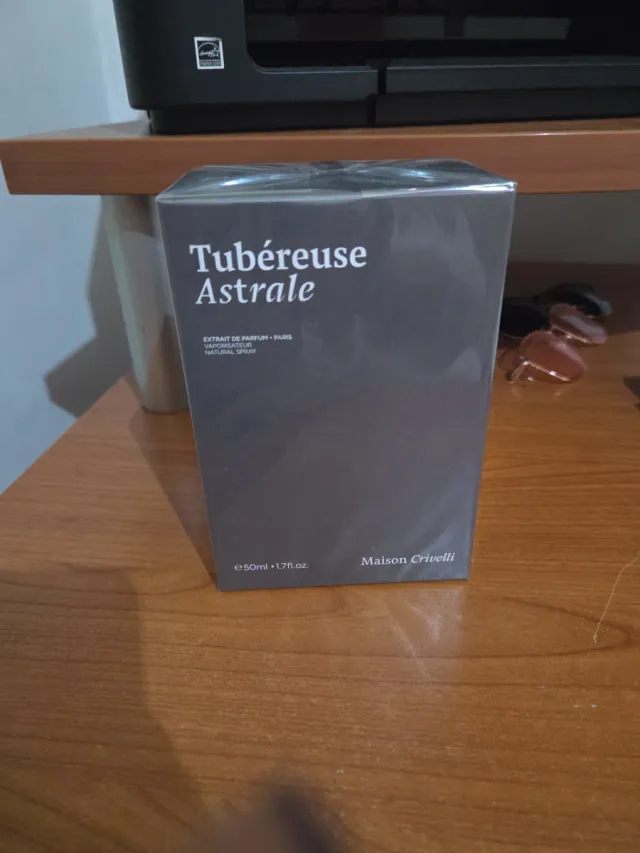 Tubéreuse
Astrale
EXTRAIT DE PARFUM • PARIS
VAPORISATEUR
NATURAL SPRAY
℮50ml • 1.7fl.oz.
Maison Crivelli